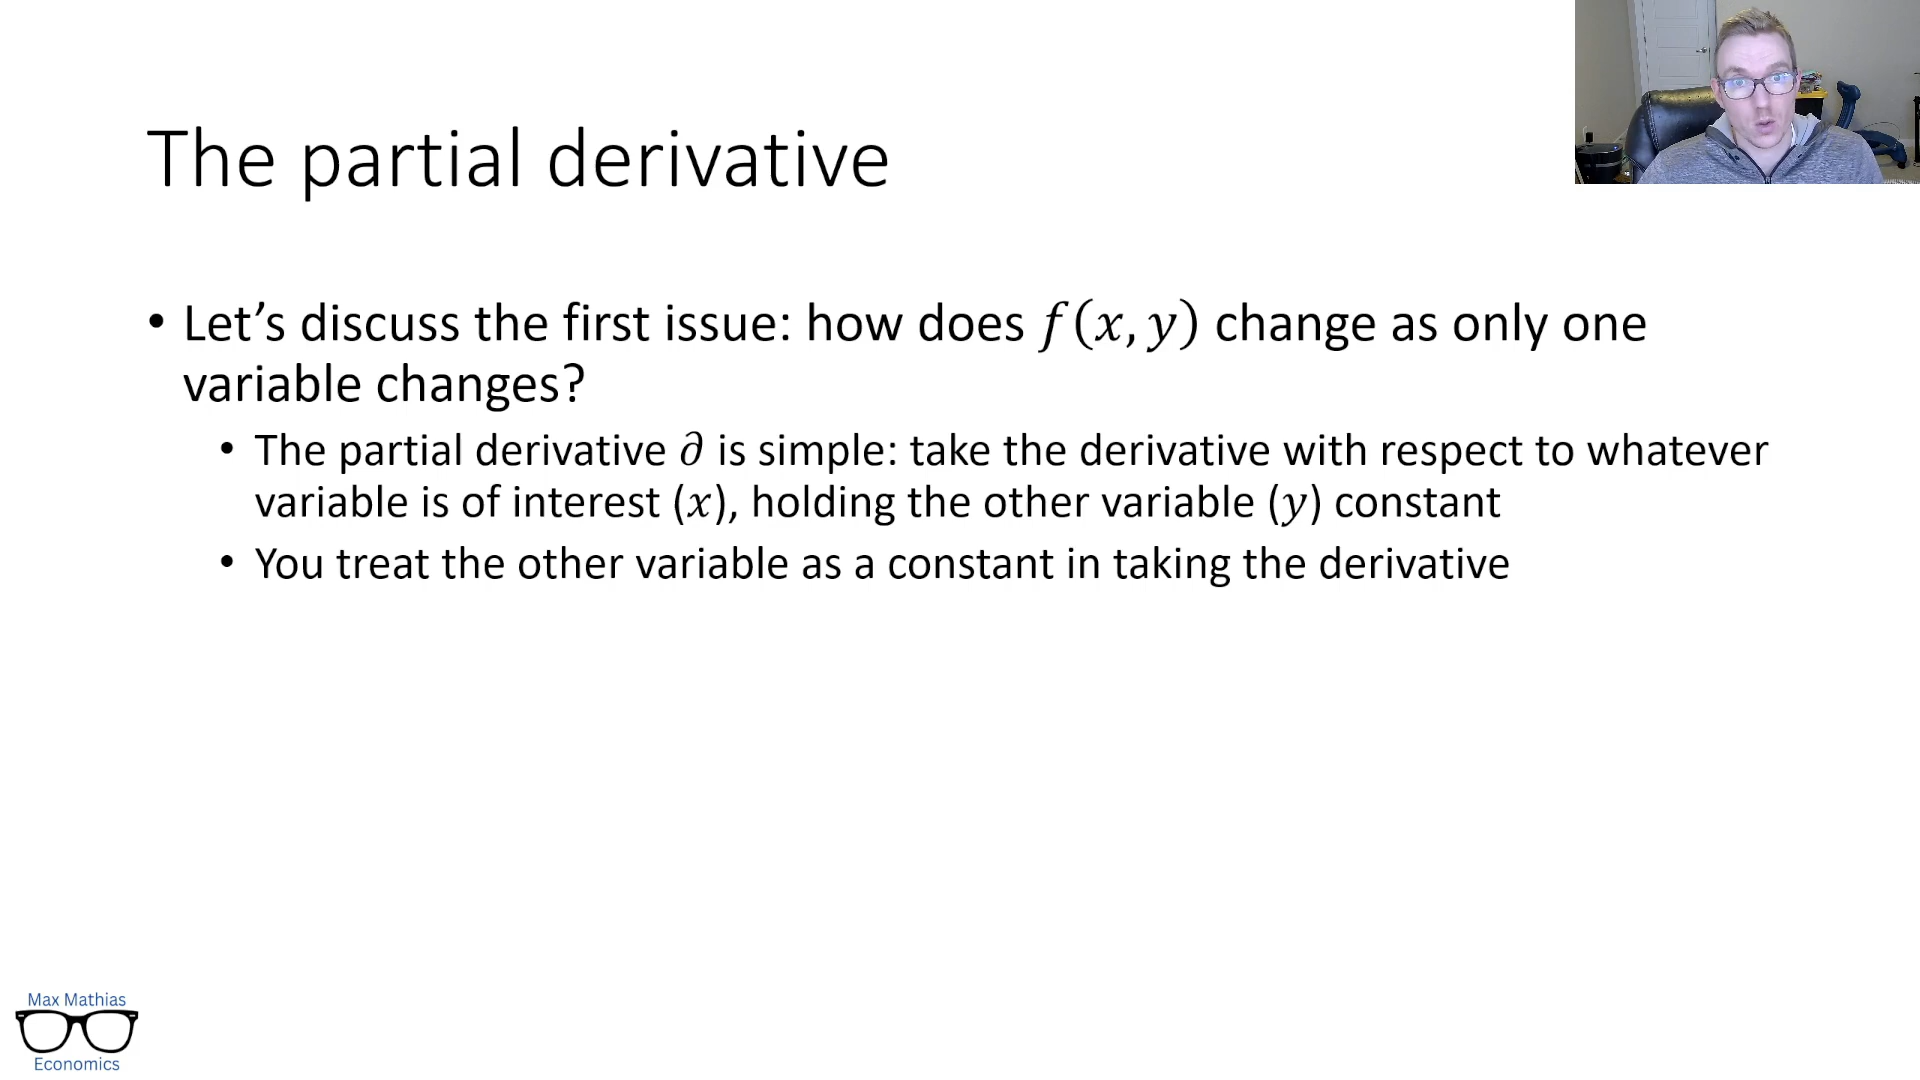 The partial derivative
• Let’s discuss the first issue: how does f(x, y) change as only one
variable changes?
• The partial derivative ∂ is simple: take the derivative with respect to whatever
variable is of interest (x), holding the other variable (y) constant
• You treat the other variable as a constant in taking the derivative
Max Mathias
Economics